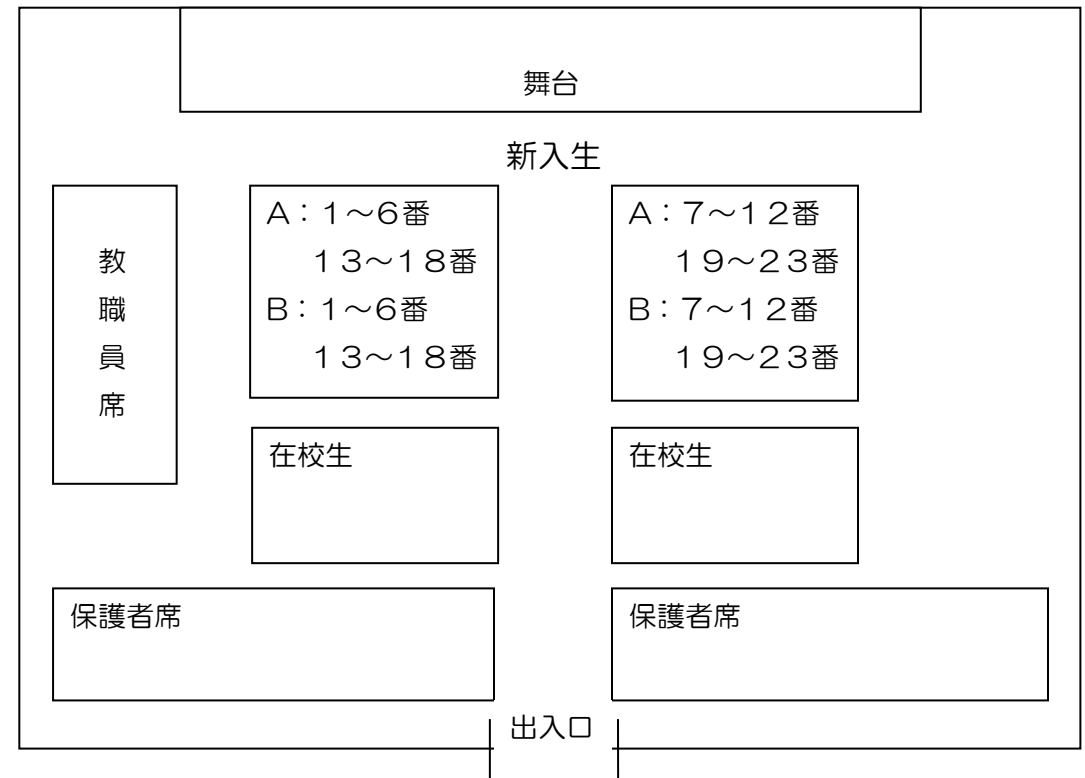 舞台
新入生
教職員席
A：1～6番
13～18番
B：1～6番
13～18番
A：7～12番
19～23番
B：7～12番
19～23番
在校生
在校生
保護者席
保護者席
出入口